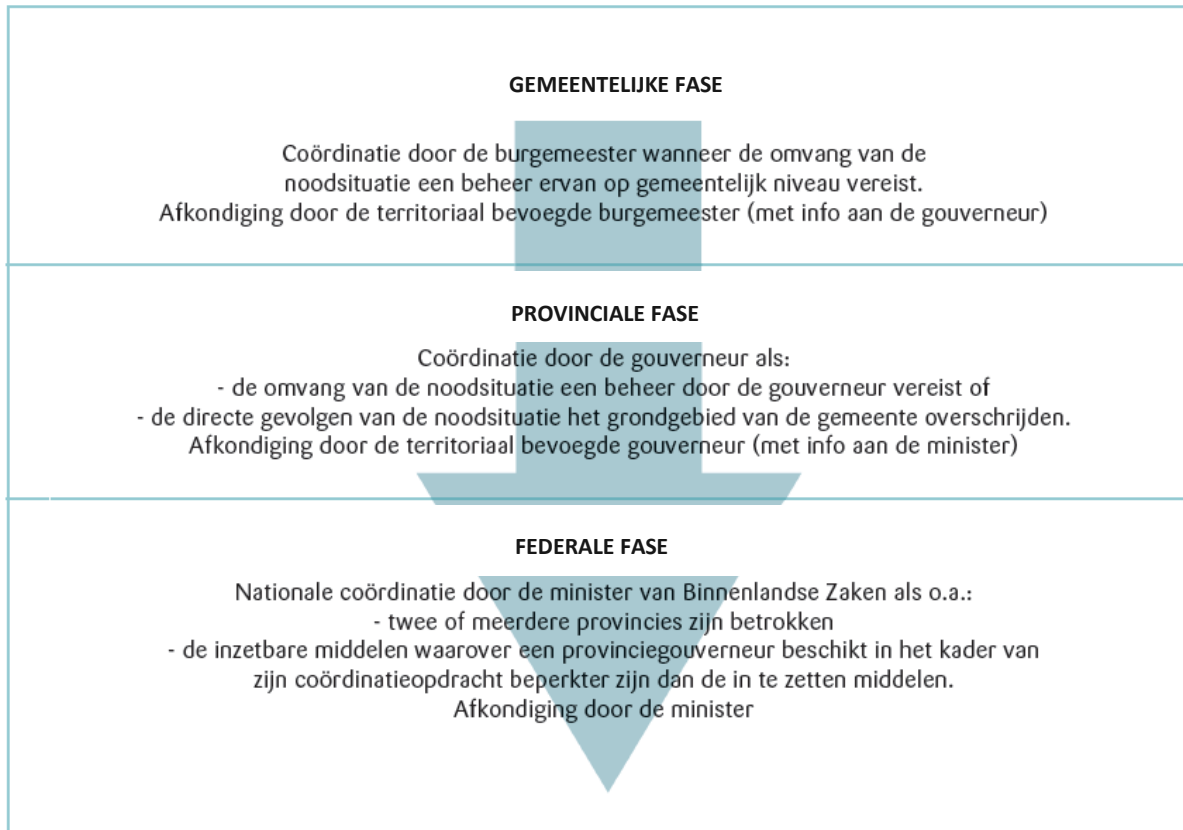 GEMEENTELIJKE FASE
Coördinatie door de burgemeester wanneer de omvang van de
noodsituatie een beheer ervan op gemeentelijk niveau vereist.
Afkondiging door de territoriaal bevoegde burgemeester (met info aan de gouverneur)
PROVINCIALE FASE
Coördinatie door de gouverneur als:
- de omvang van de noodsituatie een beheer door de gouverneur vereist of
- de directe gevolgen van de noodsituatie het grondgebied van de gemeente overschrijden.
Afkondiging door de territoriaal bevoegde gouverneur (met info aan de minister)
FEDERALE FASE
Nationale coördinatie door de minister van Binnenlandse Zaken als o.a.:
- twee of meerdere provincies zijn betrokken
- de inzetbare middelen waarover een provinciegouverneur beschikt in het kader van
zijn coördinatieopdracht beperkter zijn dan de in te zetten middelen.
Afkondiging door de minister